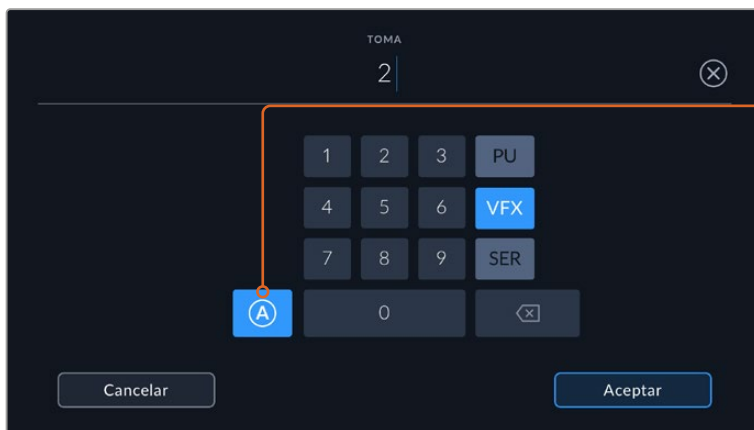 TOMA
2
1 2 3 PU
4 5 6 VFX
7 8 9 SER
A 0
Cancelar Aceptar